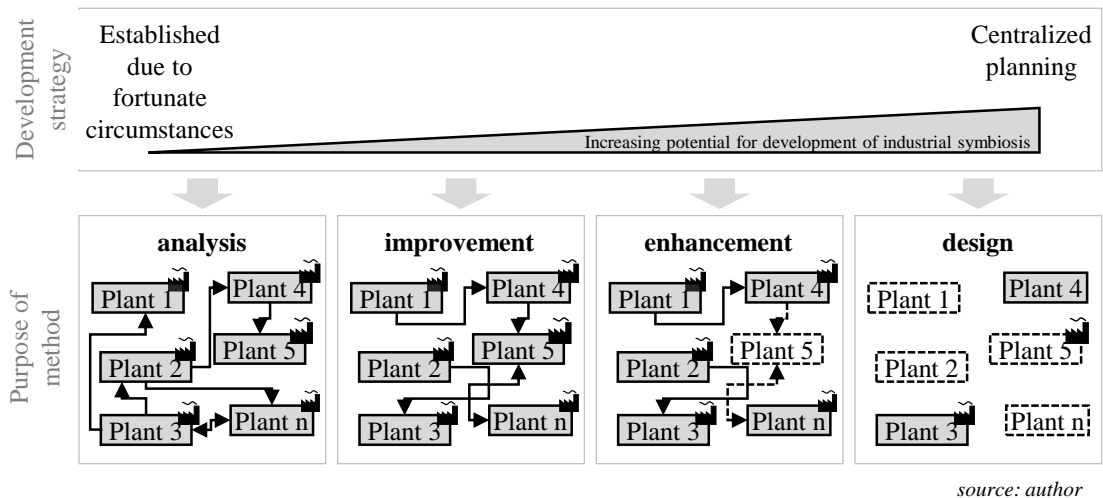 Development
strategy
Established
due to
fortunate
circumstances
Centralized
planning
Increasing potential for development of industrial symbiosis
Purpose of
method
analysis
Plant 1
Plant 4
Plant 5
Plant 2
Plant 3
Plant n
improvement
Plant 1
Plant 4
Plant 5
Plant 2
Plant 3
Plant n
enhancement
Plant 1
Plant 4
Plant 5
Plant 2
Plant 3
Plant n
design
Plant 1
Plant 4
Plant 5
Plant 2
Plant 3
Plant n
source: author